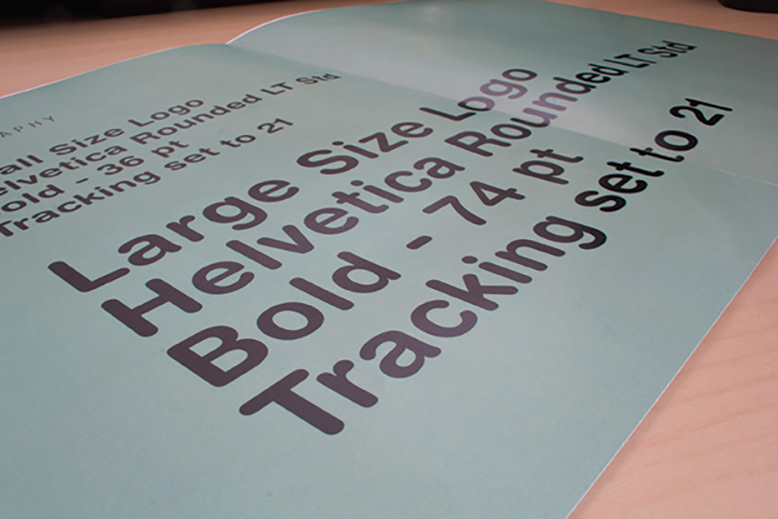 APHY
all Size Logo
elvetica Rounded LT Std
old - 36 pt
Tracking set to 21
Large Size Logo
Helvetica Rounded LT Std
Bold - 74 pt
Tracking set to 21